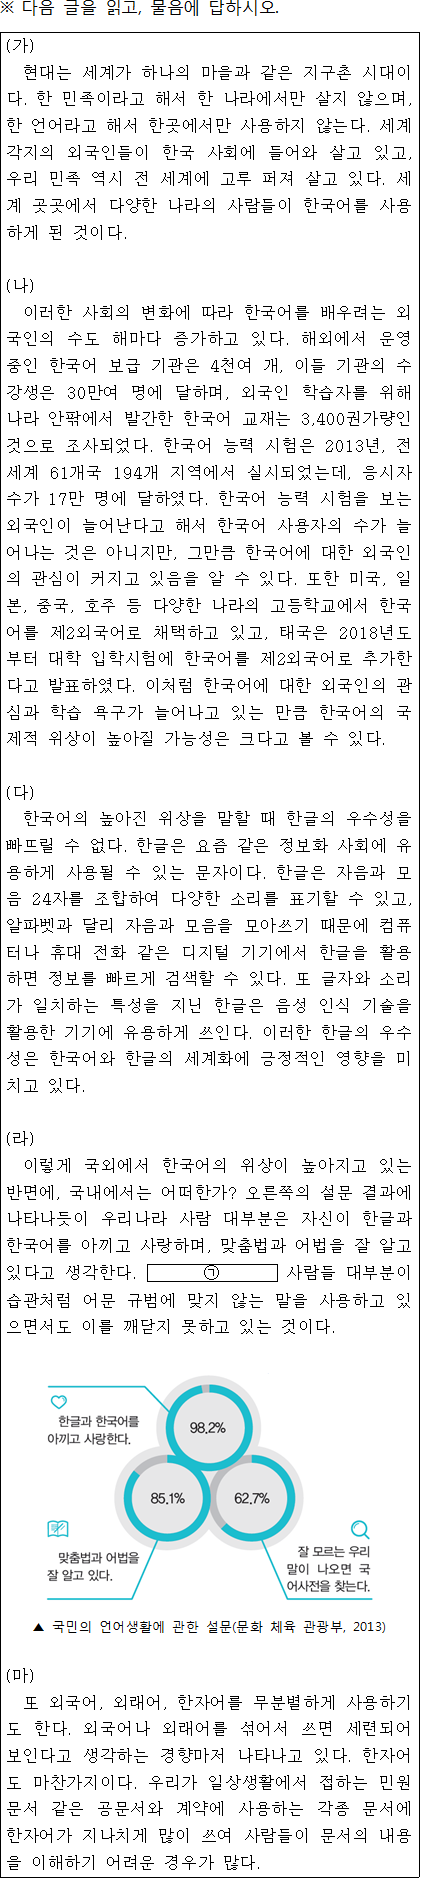 ※ 다음 글을 읽고, 물음에 답하시오.
(가)
현대는 세계가 하나의 마을과 같은 지구촌 시대이
다. 한 민족이라고 해서 한 나라에서만 살지 않으며,
한 언어라고 해서 한곳에서만 사용하지 않는다. 세계
각지의 외국인들이 한국 사회에 들어와 살고 있고,
우리 민족 역시 전 세계에 고루 퍼져 살고 있다. 세
계 곳곳에서 다양한 나라의 사람들이 한국어를 사용
하게 된 것이다.
(나)
이러한 사회의 변화에 따라 한국어를 배우려는 외
국인의 수도 해마다 증가하고 있다. 해외에서 운영
중인 한국어 보급 기관은 4천여 개, 이들 기관의 수
강생은 30만여 명에 달하며, 외국인 학습자를 위해
나라 안팎에서 발간한 한국어 교재는 3,400권가량인
것으로 조사되었다. 한국어 능력 시험은 2013년, 전
세계 61개국 194개 지역에서 실시되었는데, 응시자
수가 17만 명에 달하였다. 한국어 능력 시험을 보는
외국인이 늘어난다고 해서 한국어 사용자의 수가 늘
어나는 것은 아니지만, 그만큼 한국어에 대한 외국인
의 관심이 커지고 있음을 알 수 있다. 또한 미국, 일
본, 중국, 호주 등 다양한 나라의 고등학교에서 한국
어를 제2외국어로 채택하고 있고, 태국은 2018년도
부터 대학 입학시험에 한국어를 제2외국어로 추가한
다고 발표하였다. 이처럼 한국어에 대한 외국인의 관
심과 학습 욕구가 늘어나고 있는 만큼 한국어의 국
제적 위상이 높아질 가능성은 크다고 볼 수 있다.
(다)
한국어의 높아진 위상을 말할 때 한글의 우수성을
빠뜨릴 수 없다. 한글은 요즘 같은 정보화 사회에 유
용하게 사용될 수 있는 문자이다. 한글은 자음과 모
음 24자를 조합하여 다양한 소리를 표기할 수 있고,
알파벳과 달리 자음과 모음을 모아쓰기 때문에 컴퓨
터나 휴대 전화 같은 디지털 기기에서 한글을 활용
하면 정보를 빠르게 검색할 수 있다. 또 글자와 소리
가 일치하는 특성을 지닌 한글은 음성 인식 기술을
활용한 기기에 유용하게 쓰인다. 이러한 한글의 우수
성은 한국어와 한글의 세계화에 긍정적인 영향을 미
치고 있다.
(라)
이렇게 국외에서 한국어의 위상이 높아지고 있는
반면에, 국내에서는 어떠한가? 오른쪽의 설문 결과에
나타나듯이 우리나라 사람 대부분은 자신이 한글과
한국어를 아끼고 사랑하며, 맞춤법과 어법을 잘 알고
있다고 생각한다. ㉠ 사람들 대부분이
습관처럼 어문 규범에 맞지 않는 말을 사용하고 있
으면서도 이를 깨닫지 못하고 있는 것이다.
한글과 한국어를
아끼고 사랑한다.
98.2%
85.1%
62.7%
맞춤법과 어법을
잘 알고 있다.
잘 모르는 우리
말이 나오면 국
어사전을 찾는다.
▲ 국민의 언어생활에 관한 설문(문화 체육 관광부, 2013)
(마)
또 외국어, 외래어, 한자어를 무분별하게 사용하기
도 한다. 외국어나 외래어를 섞어서 쓰면 세련되어
보인다고 생각하는 경향마저 나타나고 있다. 한자어
도 마찬가지이다. 우리가 일상생활에서 접하는 민원
문서 같은 공문서와 계약에 사용하는 각종 문서에
한자어가 지나치게 많이 쓰여 사람들이 문서의 내용
을 이해하기 어려운 경우가 많다.